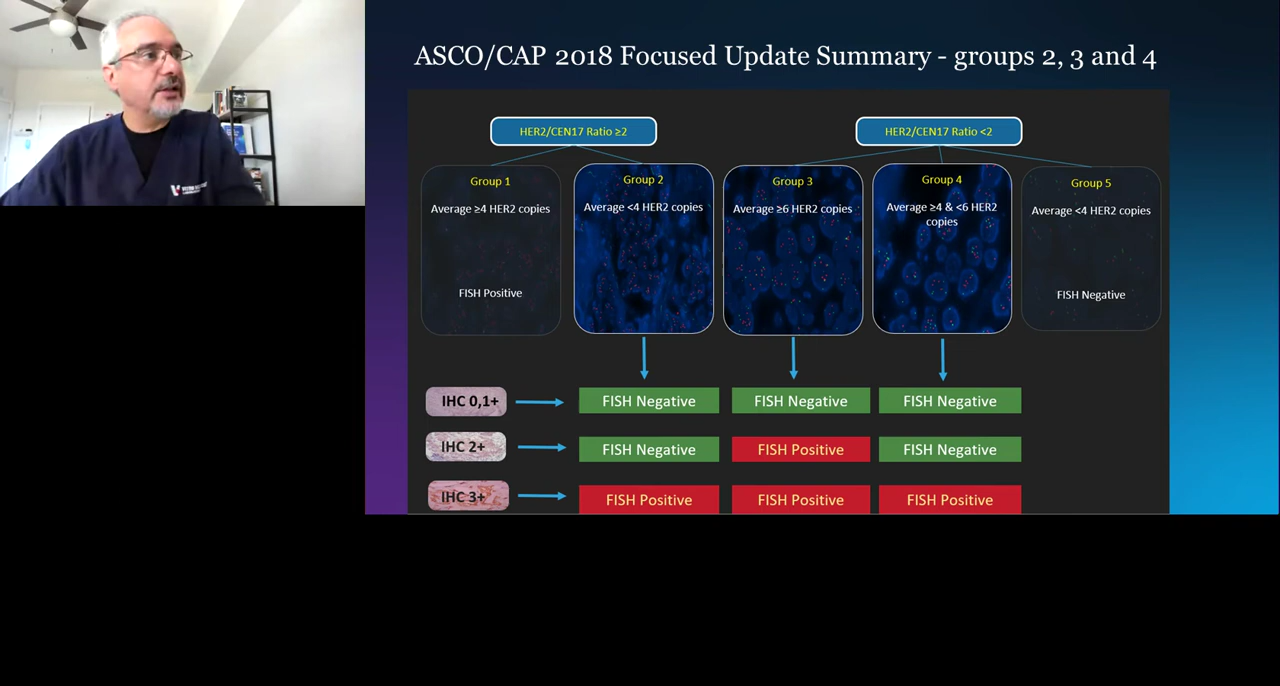 ASCO/CAP 2018 Focused Update Summary - groups 2, 3 and 4
HER2/CEN17 Ratio ≥2
HER2/CEN17 Ratio <2
Group 1
Average ≥4 HER2 copies
FISH Positive
Group 2
Average <4 HER2 copies
Group 3
Average ≥6 HER2 copies
Group 4
Average ≥4 & <6 HER2
copies
Group 5
Average <4 HER2 copies
FISH Negative
IHC 0,1+
FISH Negative
FISH Negative
FISH Negative
IHC 2+
FISH Negative
FISH Positive
FISH Negative
IHC 3+
FISH Positive
FISH Positive
FISH Positive